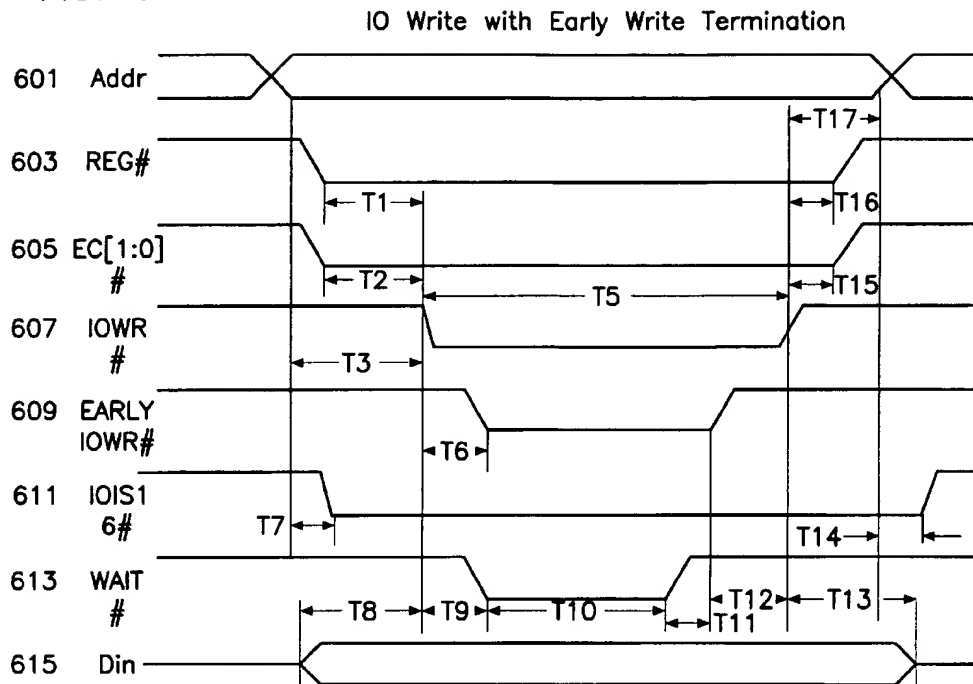 IO Write with Early Write Termination
601 Addr
T17
603 REG#
T1
T16
605 EC[1:0]
#
T2
T15
T5
607 IOWR
#
T3
609 EARLY
IOWR#
T6
611 IOIS1
6#
T7
T14
613 WAIT
#
T8
T9
T10
T11
T12
T13
615 Din